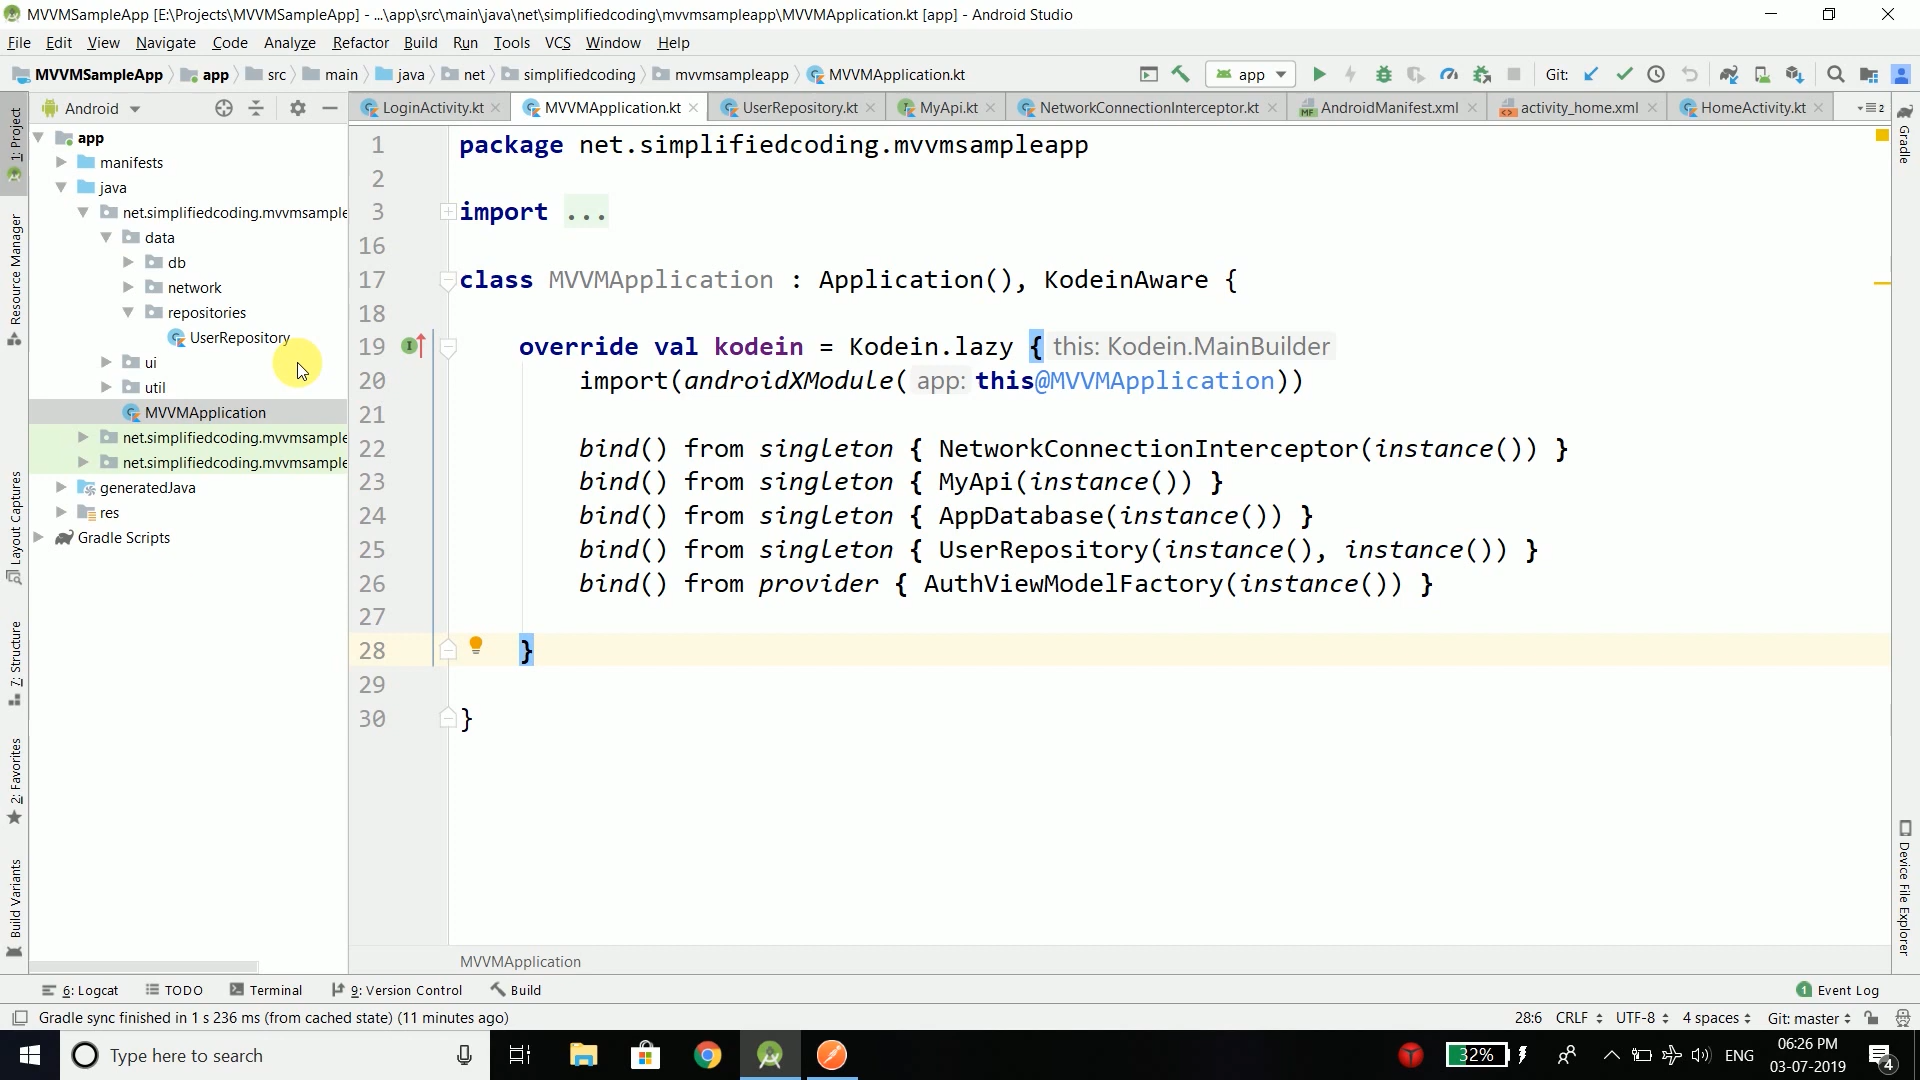 MVVMSampleApp [E:\Projects\MVVMSampleApp] - ...\app\src\main\java\net\simplifiedcoding\mvvmsampleapp\MVVMApplication.kt [app] - Android Studio
File Edit View Navigate Code Analyze Refactor Build Run Tools VCS Window Help
MVVMSampleApp app src main java net simplifiedcoding mvvmsampleapp MVVMApplication.kt app Git:
Android
LoginActivity.kt MVVMApplication.kt UserRepository.kt MyApi.kt NetworkConnectionInterceptor.kt AndroidManifest.xml activity_home.xml HomeActivity.kt 2
1: Project
Resource Manager
Layout Captures
7: Structure
2: Favorites
Build Variants
app
manifests
java
net.simplifiedcoding.mvvmsample
data
db
network
repositories
UserRepository
ui
util
MVVMApplication
net.simplifiedcoding.mvvmsample
net.simplifiedcoding.mvvmsample
generatedJava
res
Gradle Scripts
1 package net.simplifiedcoding.mvvmsampleapp
2
3 import ...
16
17 class MVVMApplication : Application(), KodeinAware {
18
19 override val kodein = Kodein.lazy { this: Kodein.MainBuilder
20 import(androidXModule( app: this@MVVMApplication))
21
22 bind() from singleton { NetworkConnectionInterceptor(instance()) }
23 bind() from singleton { MyApi(instance()) }
24 bind() from singleton { AppDatabase(instance()) }
25 bind() from singleton { UserRepository(instance(), instance()) }
26 bind() from provider { AuthViewModelFactory(instance()) }
27
28 }
29
30 }
MVVMApplication
Gradle
Device File Explorer
6: Logcat TODO Terminal 9: Version Control Build 1 Event Log
Gradle sync finished in 1 s 236 ms (from cached state) (11 minutes ago) 28:6 CRLF UTF-8 4 spaces Git: master
Type here to search 32% ENG 06:26 PM
03-07-2019 4